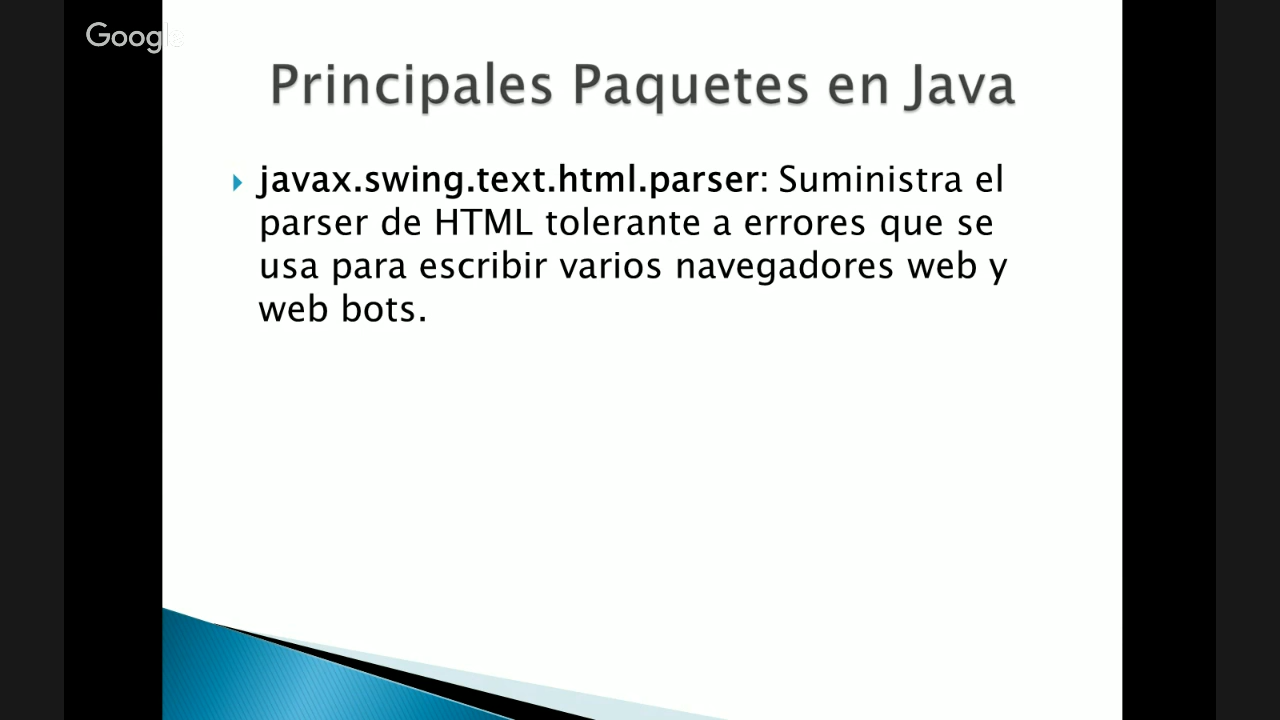 Google
Principales Paquetes en Java
javax.swing.text.html.parser: Suministra el
parser de HTML tolerante a errores que se
usa para escribir varios navegadores web y
web bots.